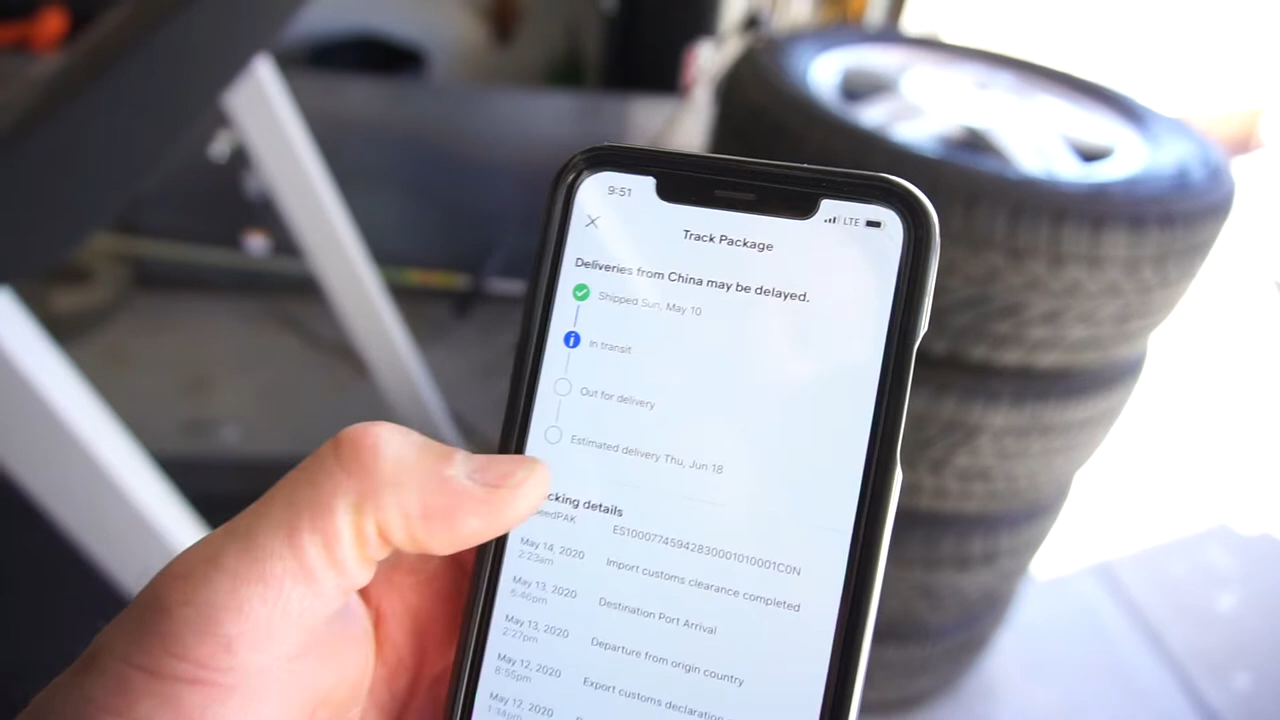 9:51
LTE
Track Package
Deliveries from China may be delayed.
Shipped Sun, May 10
In transit
Out for delivery
Estimated delivery Thu, Jun 18
cking details
eedPAK
ES10007745942830001010001C0N
May 14, 2020
Import customs clearance completed
2:23am
May 13, 2020
Destination Port Arrival
5:46pm
May 13, 2020
Departure from origin country
2:27pm
May 12, 2020
Export customs declaration
8:55pm
May 12, 2020
1:34pm